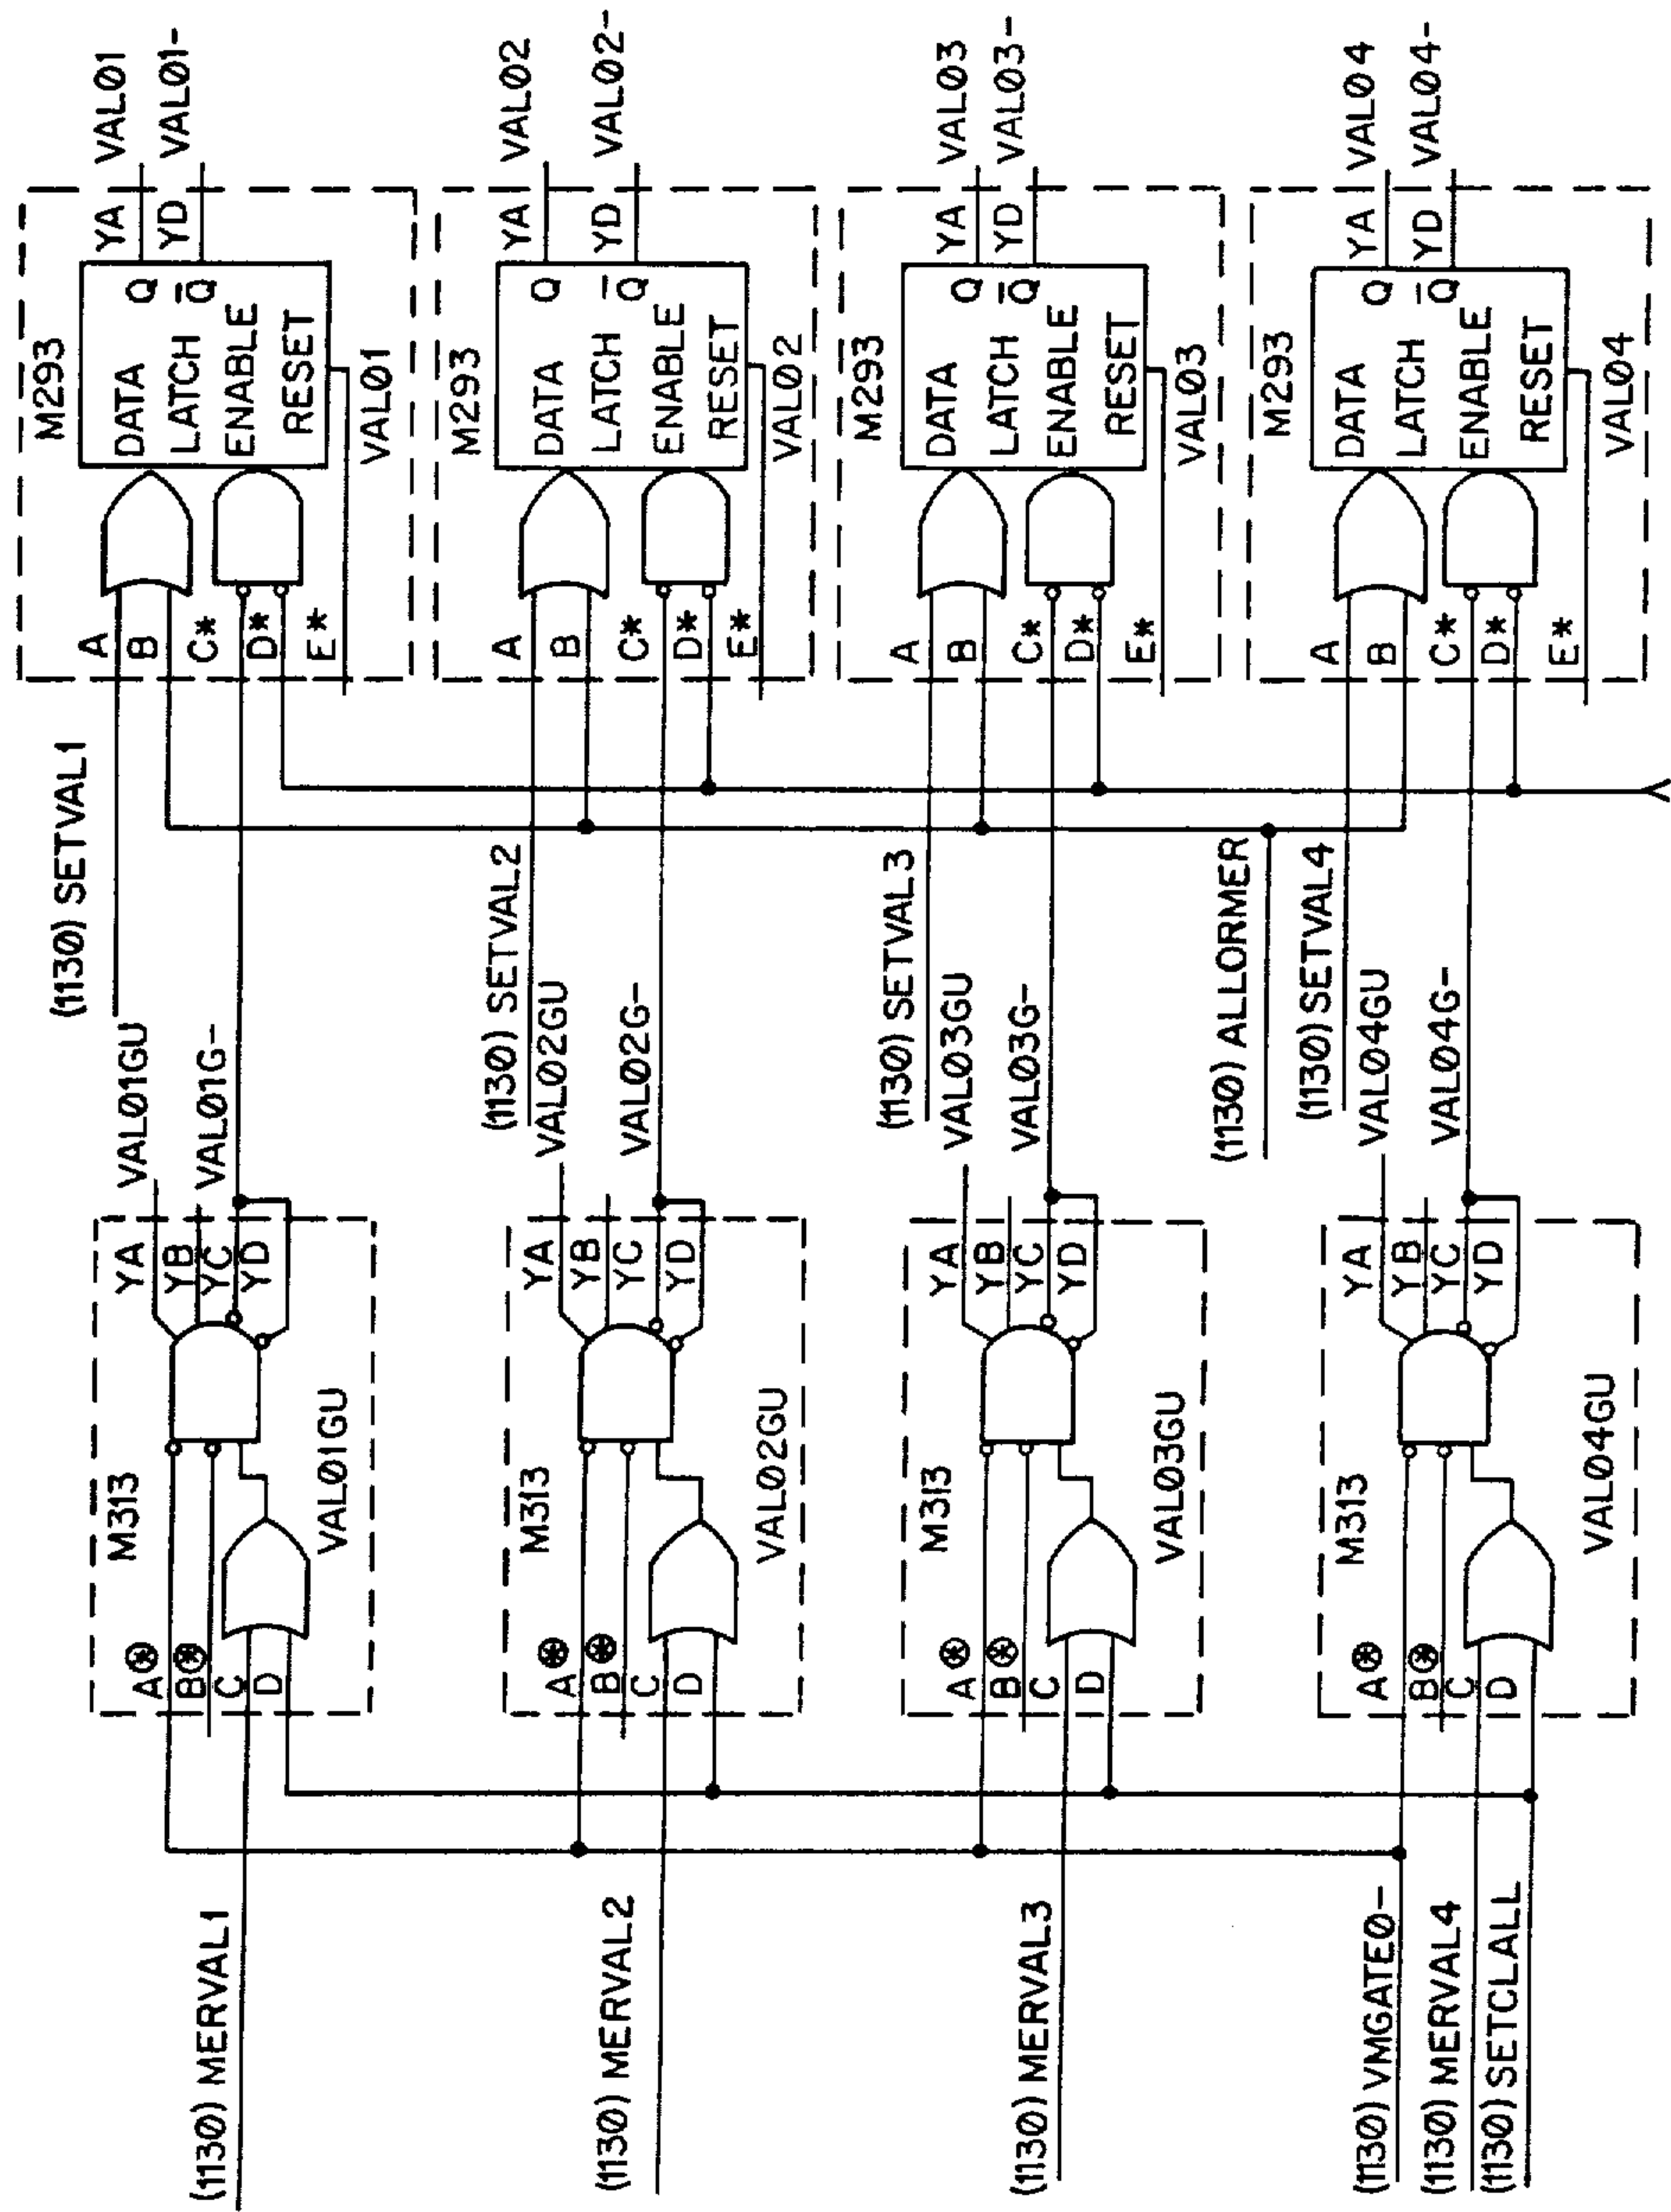 (1130) MERVAL1
M313
A⊛
B⊛
C
D
YA
YB
YC
YD
VAL01GU
VAL01GU
VAL01G-
(1130) SETVAL1
M293
A
B
C*
D*
E*
DATA
LATCH
ENABLE
RESET
Q
Q̅
YA
YD
VAL01
VAL01
VAL01-
(1130) MERVAL2
M313
A⊛
B⊛
C
D
YA
YB
YC
YD
VAL02GU
(1130) SETVAL2
VAL02GU
VAL02G-
M293
A
B
C*
D*
E*
DATA
LATCH
ENABLE
RESET
Q
Q̅
YA
YD
VAL02
VAL02
VAL02-
(1130) MERVAL3
M313
A⊛
B⊛
C
D
YA
YB
YC
YD
VAL03GU
(1130) SETVAL3
VAL03GU
VAL03G-
M293
A
B
C*
D*
E*
DATA
LATCH
ENABLE
RESET
Q
Q̅
YA
YD
VAL03
VAL03
VAL03-
(1130) ALLORMER
(1130) VMGATE0-
(1130) MERVAL4
(1130) SETCLALL
M313
A⊛
B⊛
C
D
YA
YB
YC
YD
VAL04GU
(1130) SETVAL4
VAL04GU
VAL04G-
M293
A
B
C*
D*
E*
DATA
LATCH
ENABLE
RESET
Q
Q̅
YA
YD
VAL04
VAL04
VAL04-